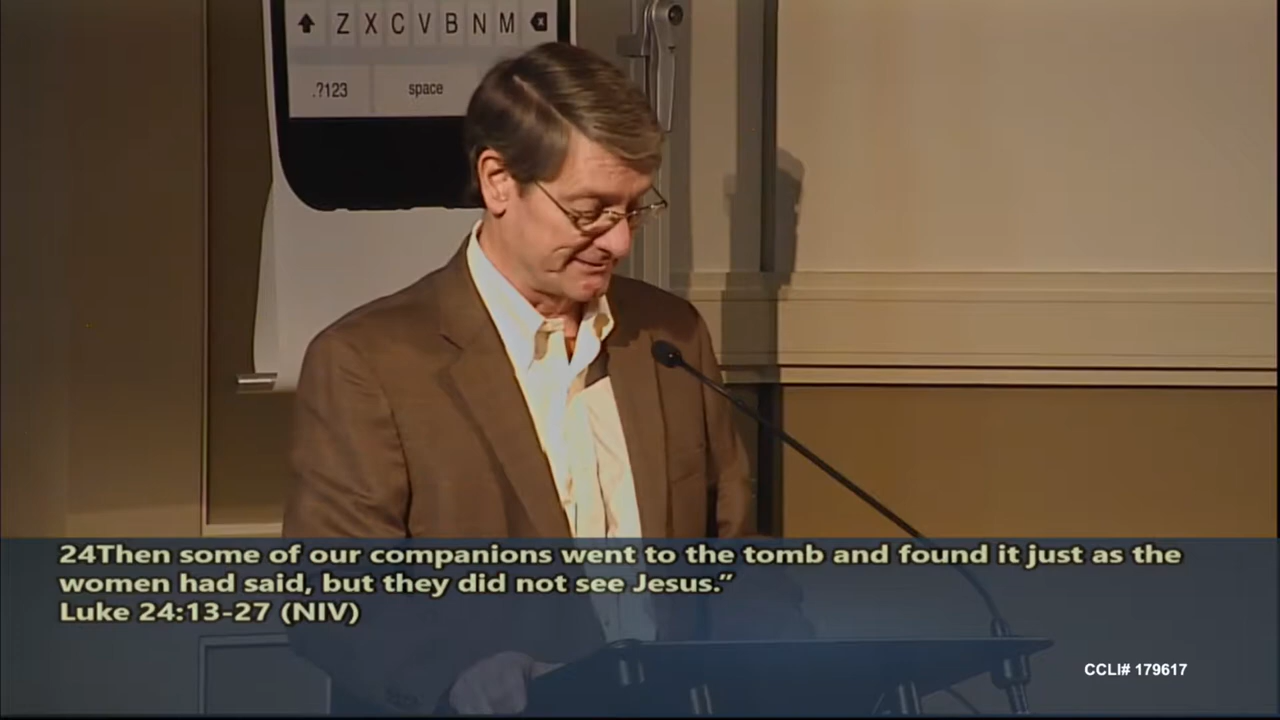 Z X C V B N M
.?123 space
24Then some of our companions went to the tomb and found it just as the
women had said, but they did not see Jesus.”
Luke 24:13-27 (NIV)
CCLI# 179617